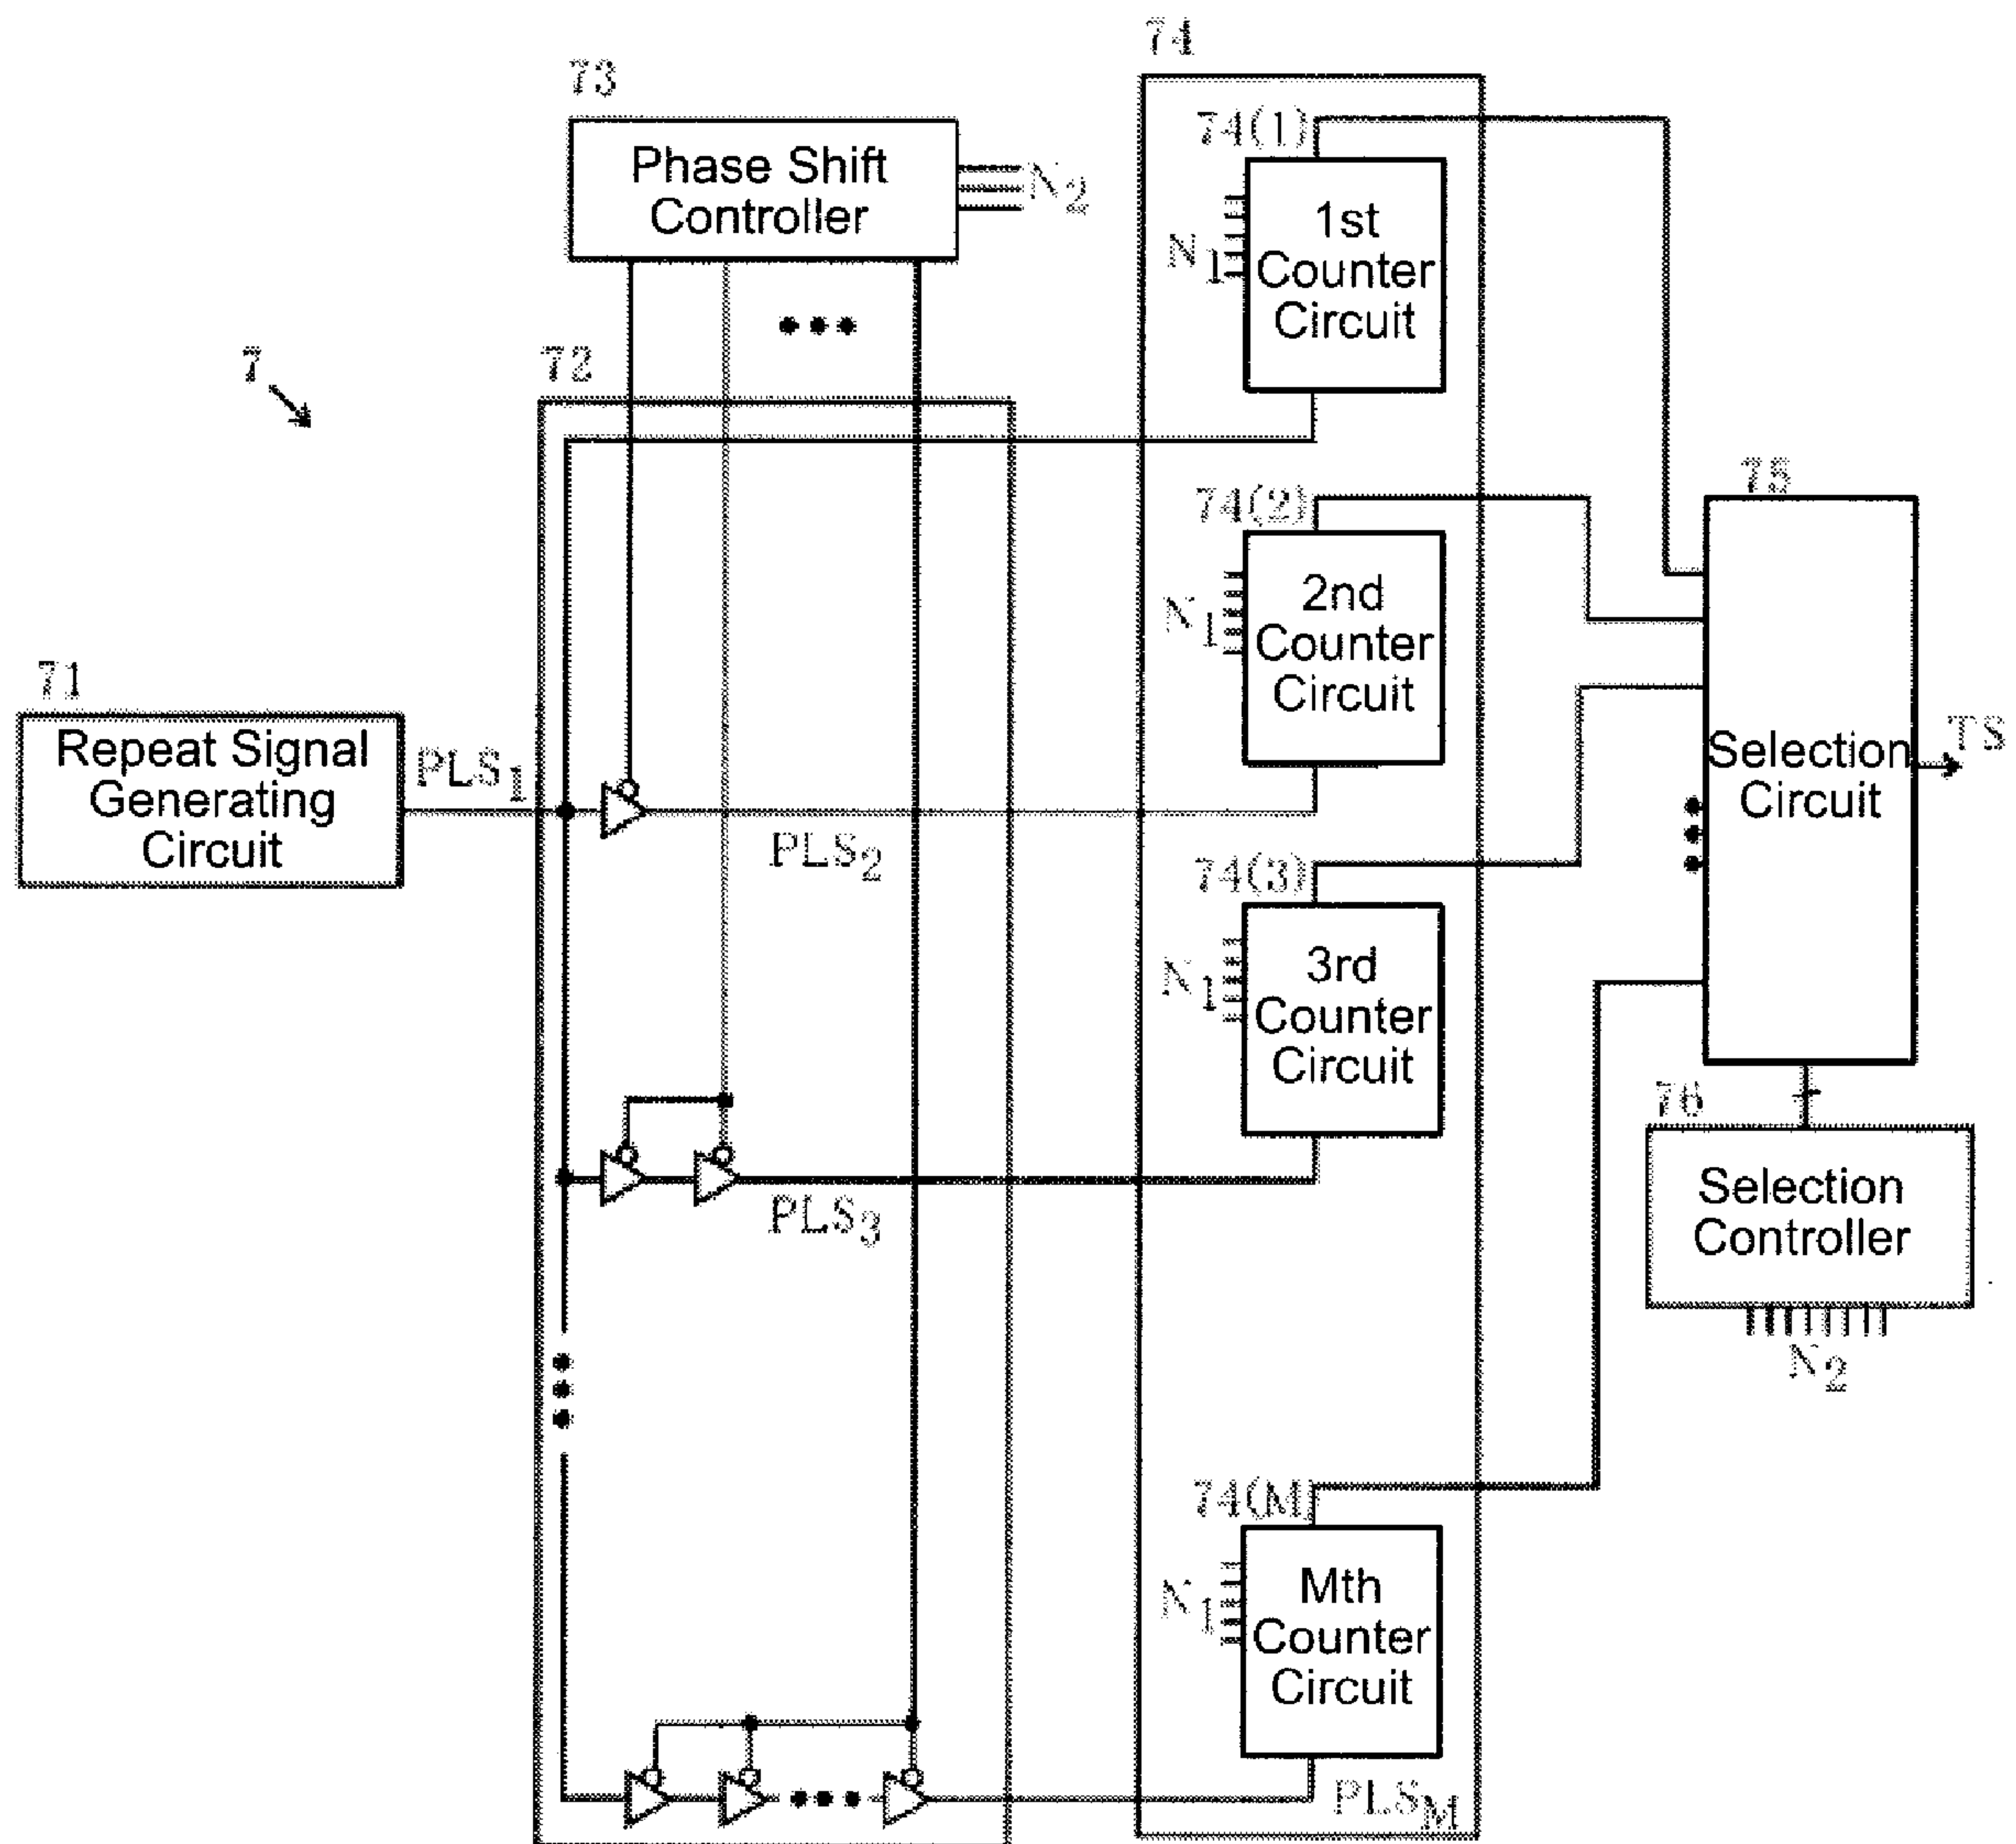 74
73
Phase Shift
Controller
N2
74(1)
1st
Counter
Circuit
N1
7
72
74(2)
2nd
Counter
Circuit
N1
75
Selection
Circuit
TS
71
Repeat Signal
Generating
Circuit
PLS1
PLS2
74(3)
3rd
Counter
Circuit
N1
PLS3
76
Selection
Controller
N2
74(M)
Mth
Counter
Circuit
N1
PLSM